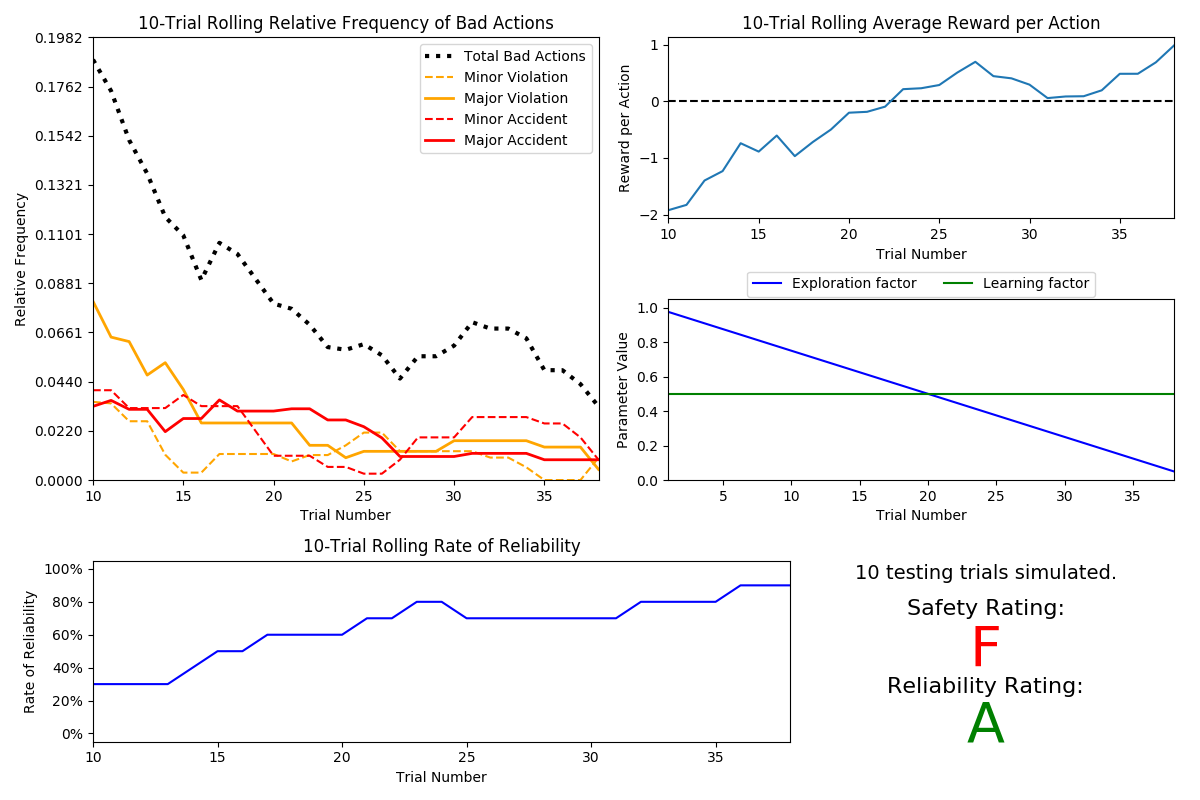 10-Trial Rolling Relative Frequency of Bad Actions
0.1982
0.1762
0.1542
0.1321
0.1101
0.0881
0.0661
0.0440
0.0220
0.0000
Relative Frequency
Total Bad Actions
Minor Violation
Major Violation
Minor Accident
Major Accident
10 15 20 25 30 35
Trial Number
10-Trial Rolling Average Reward per Action
1
0
−1
−2
Reward per Action
10 15 20 25 30 35
Trial Number
Exploration factor Learning factor
1.0
0.8
0.6
0.4
0.2
0.0
Parameter Value
5 10 15 20 25 30 35
Trial Number
10-Trial Rolling Rate of Reliability
100%
80%
60%
40%
20%
0%
Rate of Reliability
10 15 20 25 30 35
Trial Number
10 testing trials simulated.
Safety Rating:
F
Reliability Rating:
A